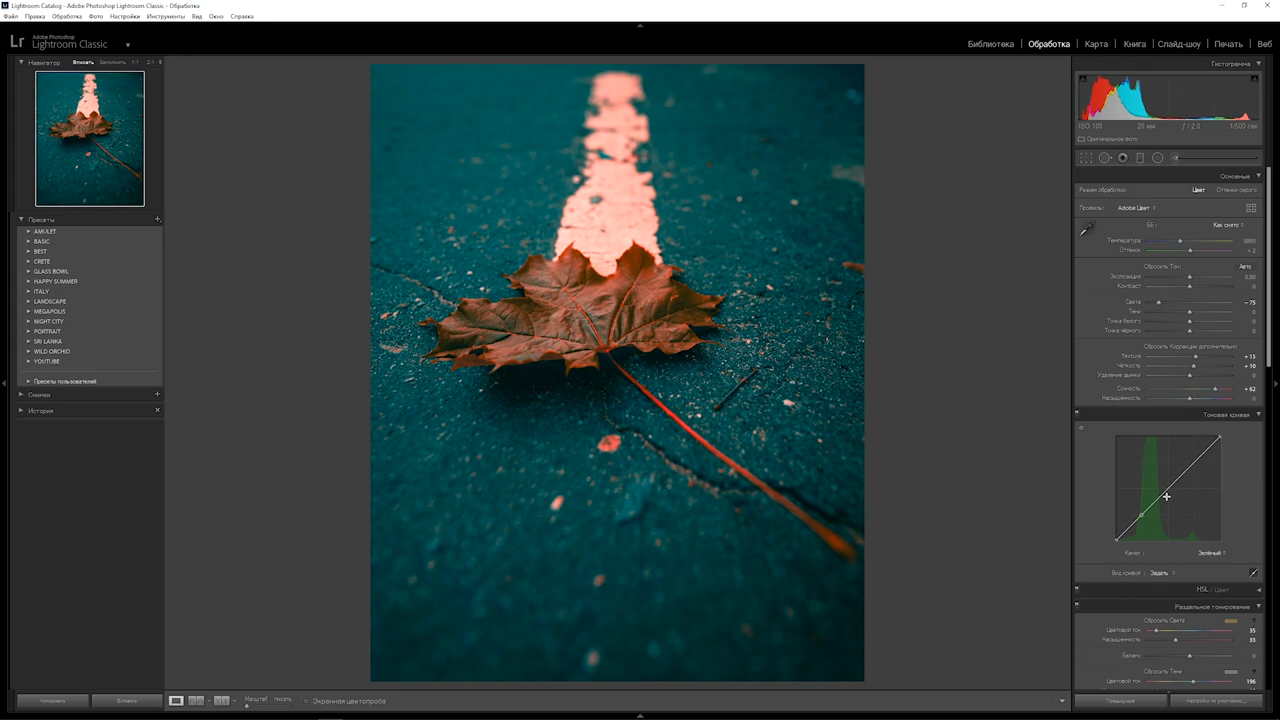 Lightroom Catalog - Adobe Photoshop Lightroom Classic - Обработка
Файл Правка Обработка Фото Настройки Инструменты Вид Окно Справка
Lr Adobe Photoshop
Lightroom Classic
Библиотека | Обработка | Карта | Книга | Слайд-шоу | Печать | Веб
Навигатор Вписать Заполнить 1:1 2:1
Гистограмма
ISO 100 20 мм ƒ / 2,0 1/500 сек
Оригинальное фото
Основные
Режим обработки: Цвет Оттенки серого
Профиль: Adobe Цвет
ББ: Как снято
Температура 5850
Оттенок + 2
Сбросить Тон: Авто
Экспозиция 0,00
Контраст 0
Света - 75
Тени 0
Точка белого 0
Точка чёрного 0
Сбросить Коррекции дополнительно
Texture + 15
Чёткость + 10
Удаление дымки 0
Сочность + 62
Насыщенность 0
Тоновая кривая
Канал: Зелёный
Вид кривой: Задать
HSL / Цвет
Раздельное тонирование
Сбросить Света
Цветовой тон 35
Насыщенность 33
Баланс 0
Сбросить Тени
Цветовой тон 196
Предыдущие Настройки по умолчанию...
Пресеты
AMULET
BASIC
BEST
CRETE
GLASS BOWL
HAPPY SUMMER
ITALY
LANDSCAPE
MEGAPOLIS
NIGHT CITY
PORTRAIT
SRI LANKA
WILD ORCHID
YOUTUBE
Пресеты пользователей
Снимки
История
Копировать Вставить
Масштаб Экранная цветопроба